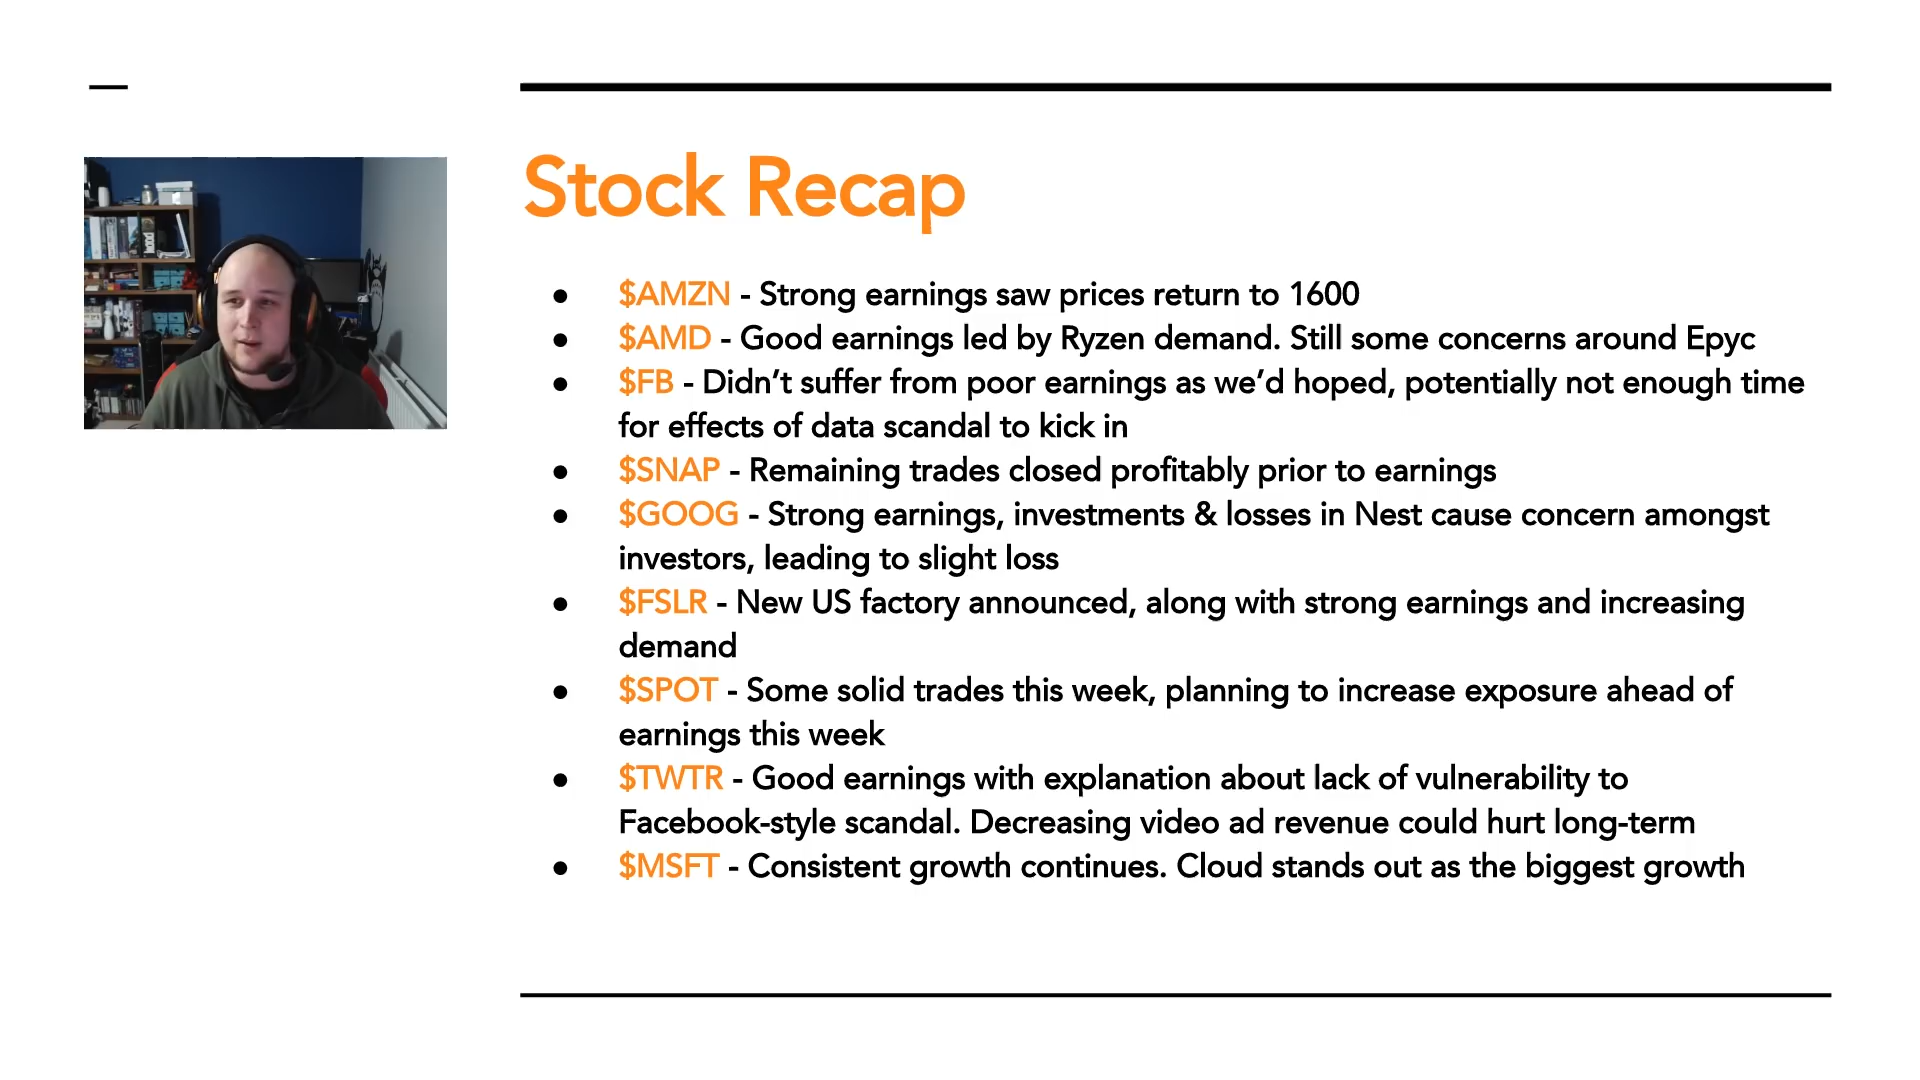 Stock Recap
● $AMZN - Strong earnings saw prices return to 1600
● $AMD - Good earnings led by Ryzen demand. Still some concerns around Epyc
● $FB - Didn’t suffer from poor earnings as we’d hoped, potentially not enough time
for effects of data scandal to kick in
● $SNAP - Remaining trades closed profitably prior to earnings
● $GOOG - Strong earnings, investments & losses in Nest cause concern amongst
investors, leading to slight loss
● $FSLR - New US factory announced, along with strong earnings and increasing
demand
● $SPOT - Some solid trades this week, planning to increase exposure ahead of
earnings this week
● $TWTR - Good earnings with explanation about lack of vulnerability to
Facebook-style scandal. Decreasing video ad revenue could hurt long-term
● $MSFT - Consistent growth continues. Cloud stands out as the biggest growth